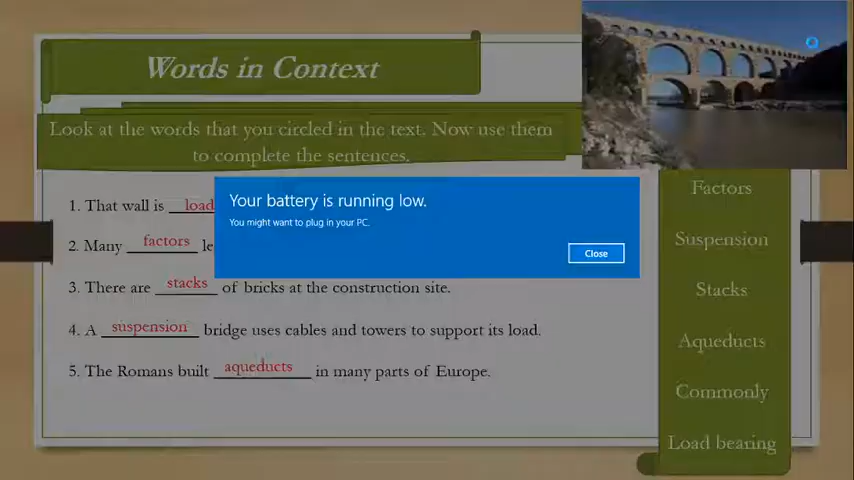 Words in Context
Look at the words that you circled in the text. Now use them
to complete the sentences.
Your battery is running low.
You might want to plug in your PC.
Close
1. That wall is load
2. Many factors le
3. There are stacks of bricks at the construction site.
4. A suspension bridge uses cables and towers to support its load.
5. The Romans built aqueducts in many parts of Europe.
Factors
Suspension
Stacks
Aqueducts
Commonly
Load bearing